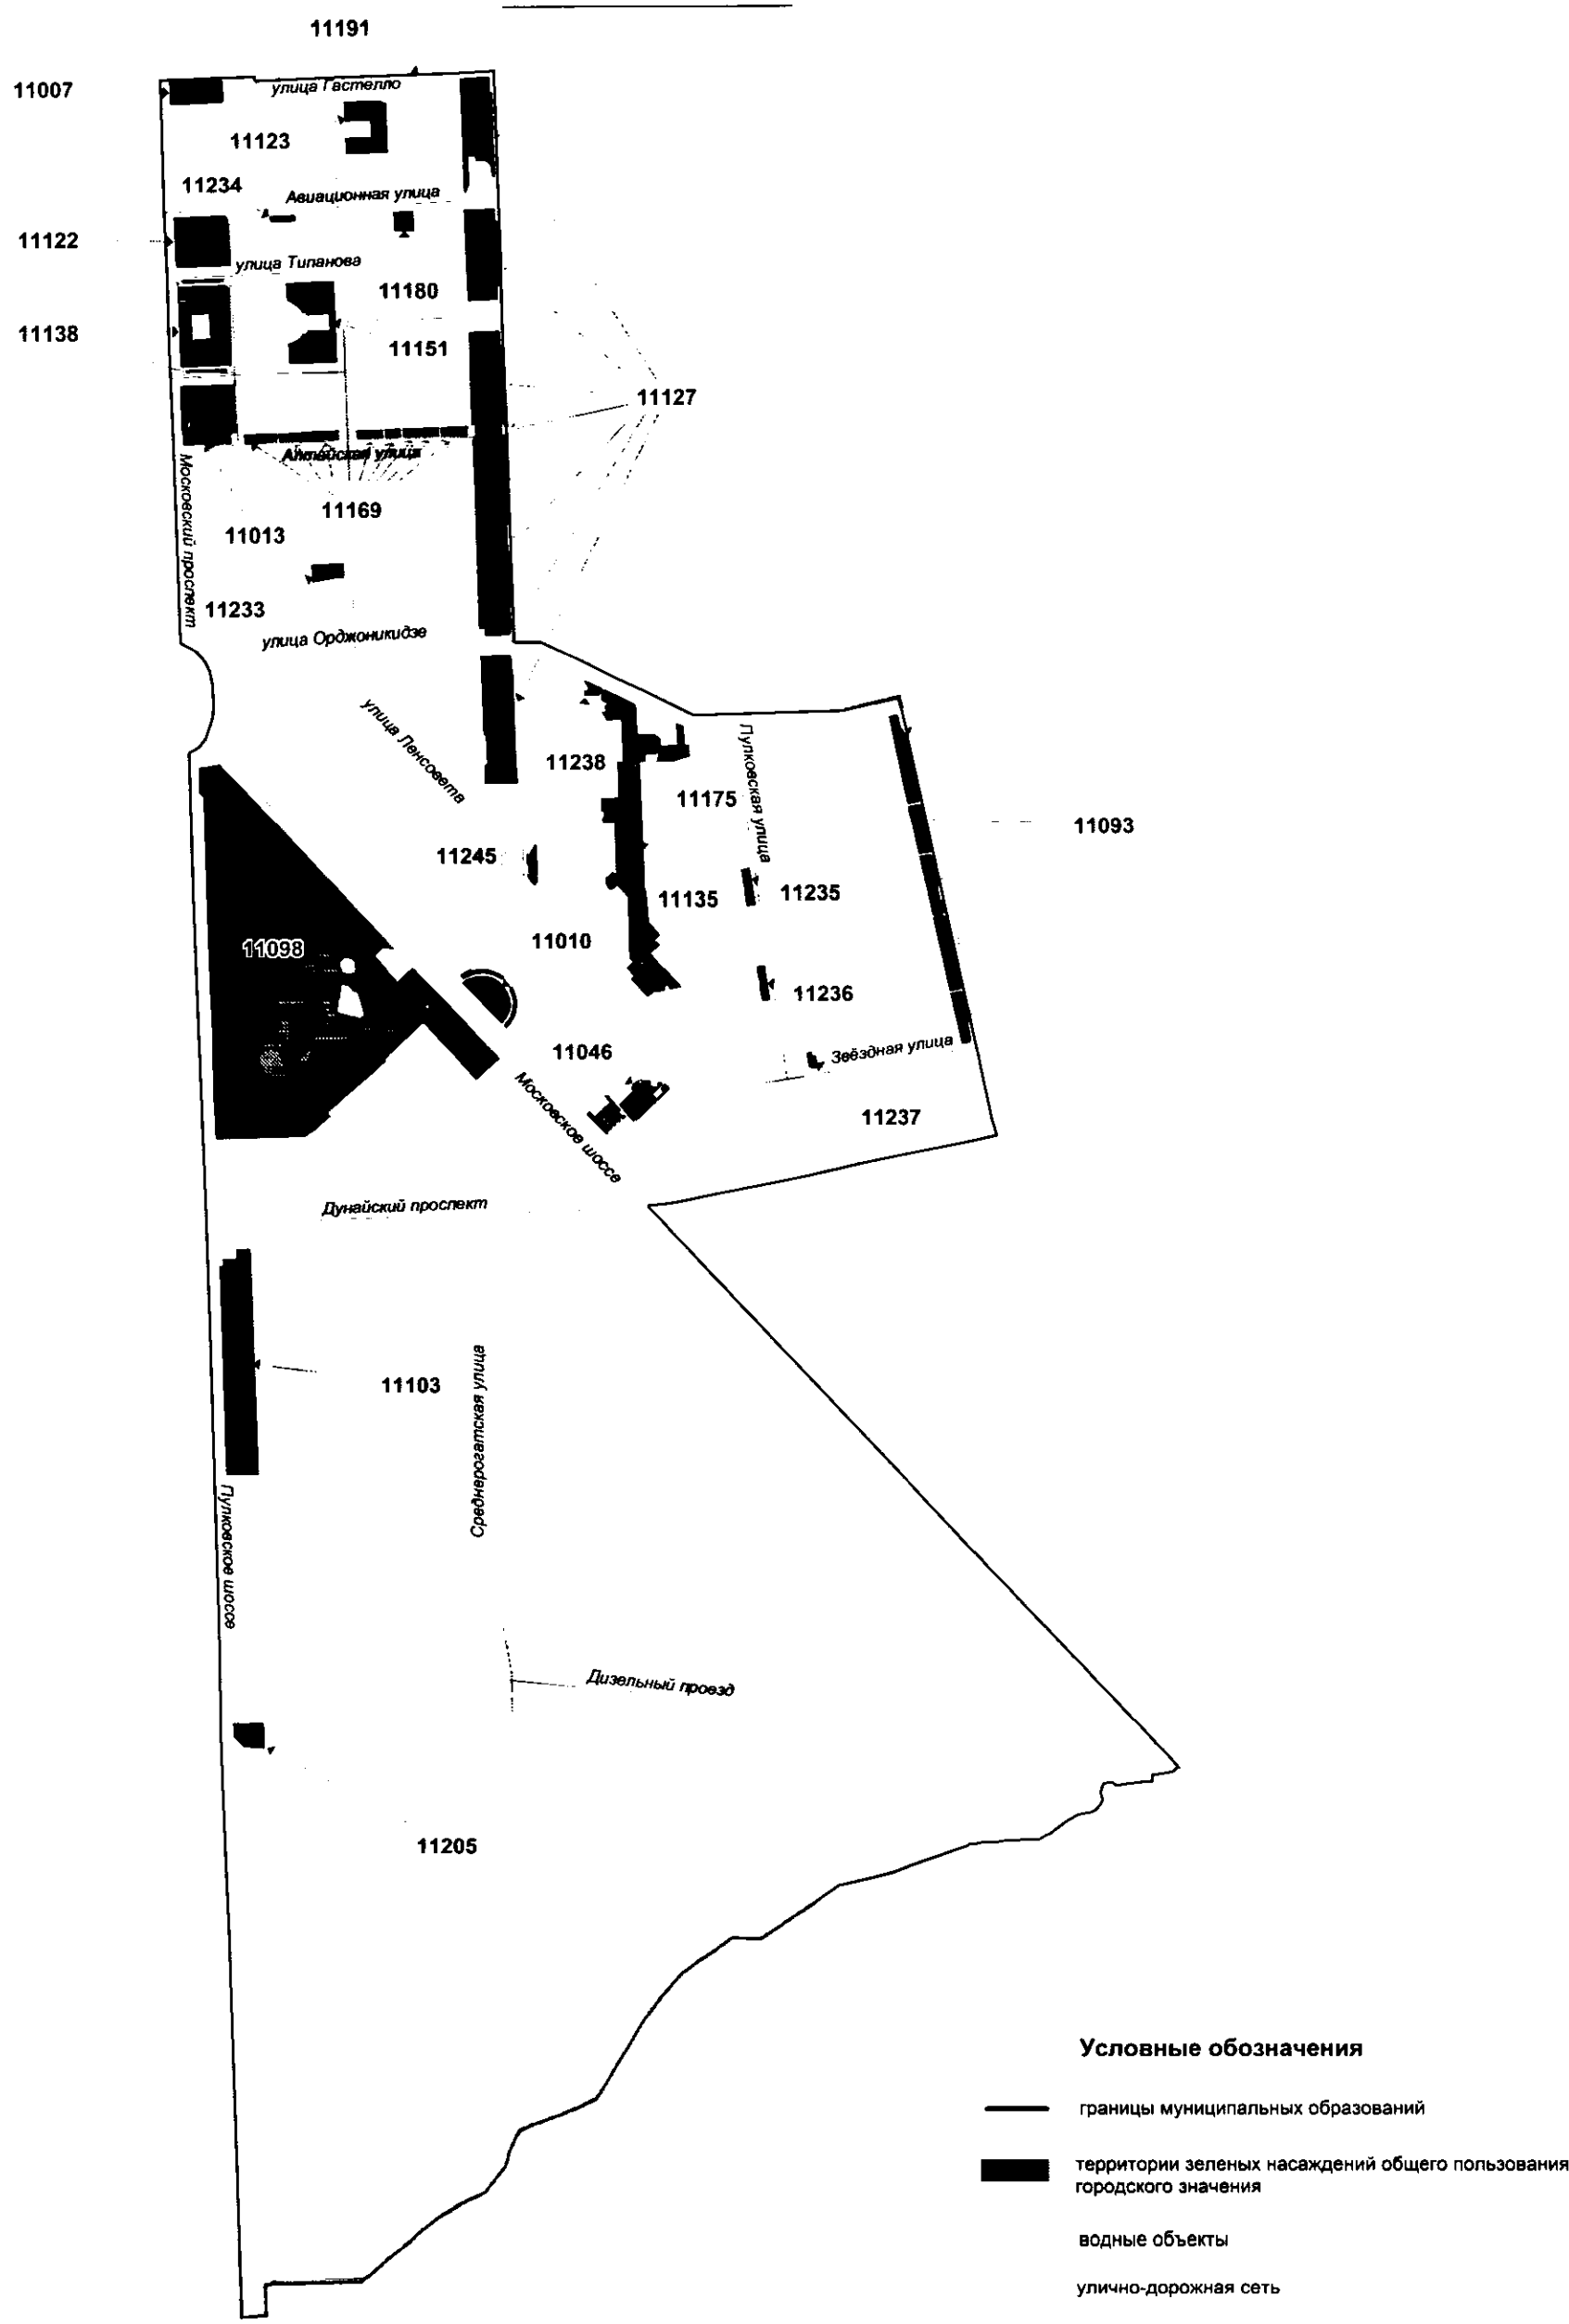 11191
11007
улица Гастелло
11123
11234
Авиационная улица
11122
улица Типанова
11180
11138
11151
11127
Алтайская улица
Московский проспект
11169
11013
11233
улица Орджоникидзе
улица Ленсовета
11238
Пулковская улица
11175
11093
11245
11135
11235
11010
11098
11236
11046
Звёздная улица
Московское шоссе
11237
Дунайский проспект
11103
Среднерогатская улица
Пулковское шоссе
Дизельный проезд
11205
Условные обозначения
границы муниципальных образований
территории зеленых насаждений общего пользования
городского значения
водные объекты
улично-дорожная сеть